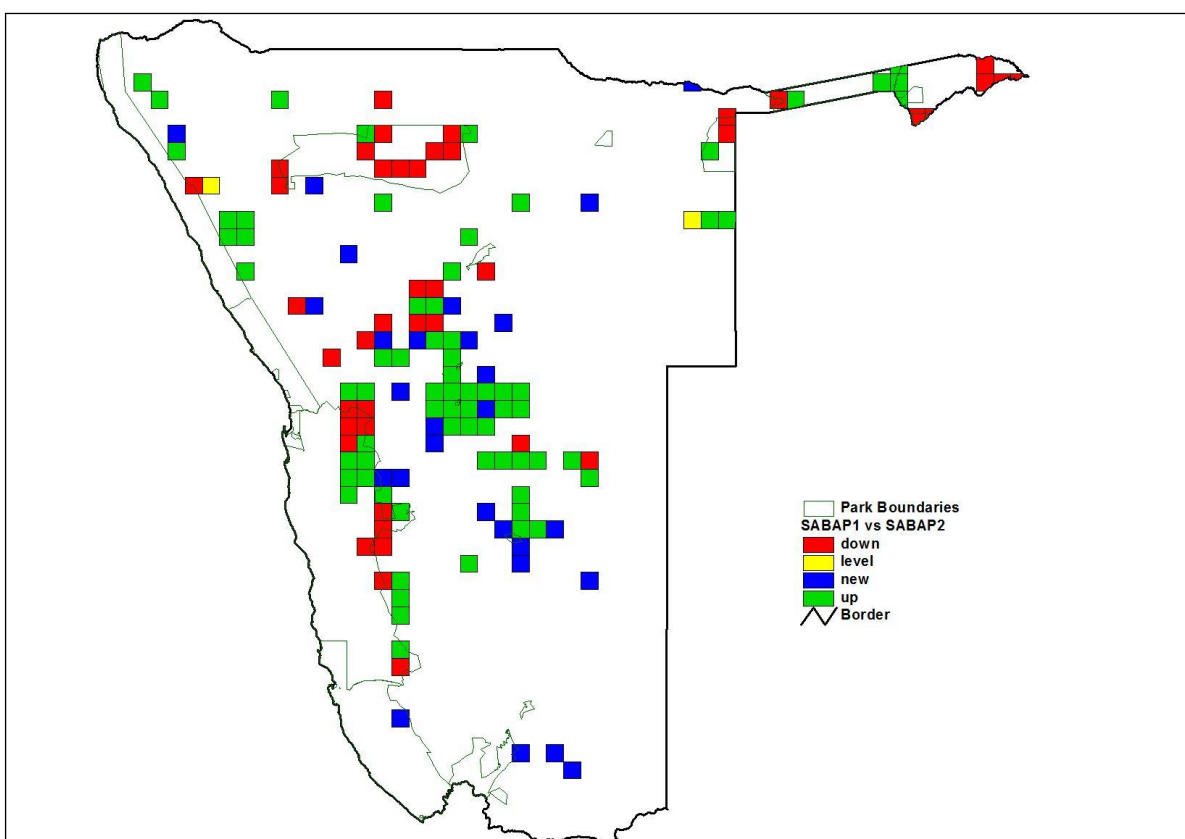 Park Boundaries
SABAP1 vs SABAP2
down
level
new
up
Border